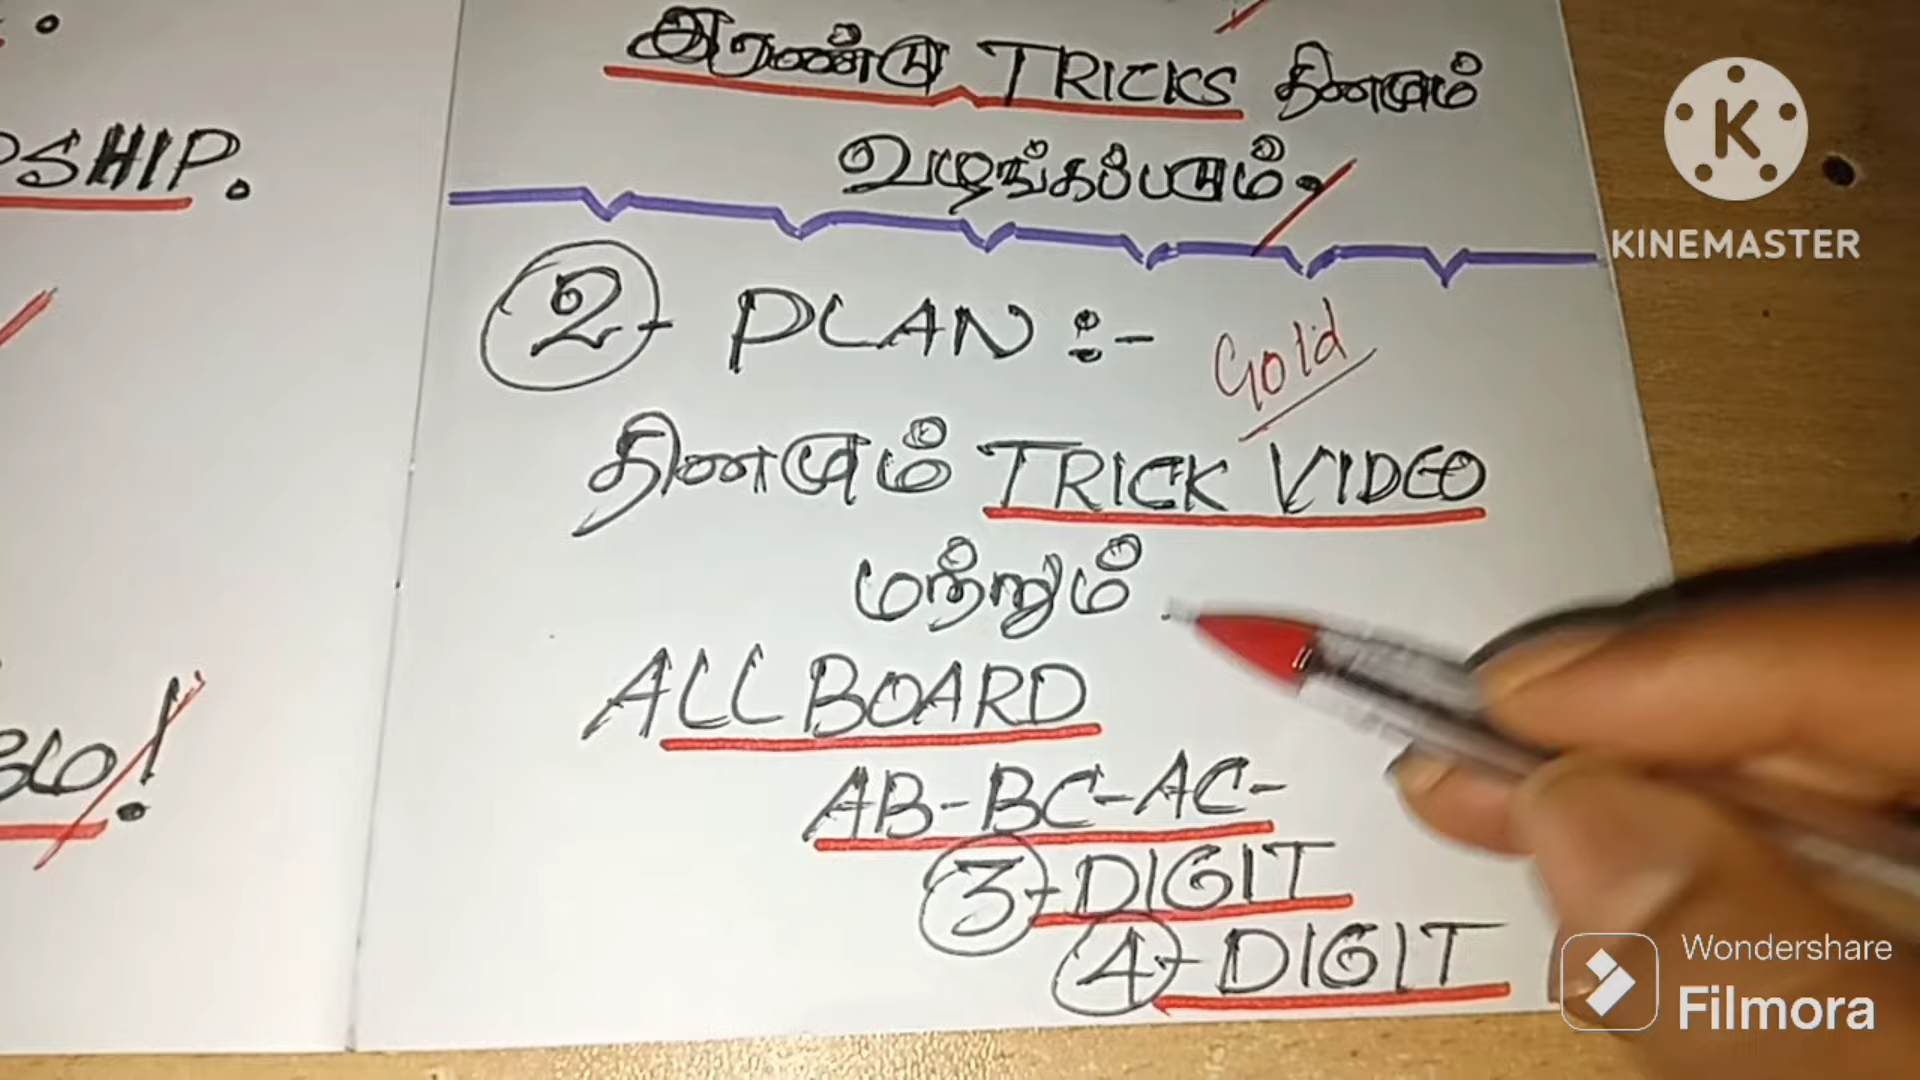 இரண்டு TRICKS தினமும்
வழங்கப்படும்.
PSHIP.
② - PLAN :-
Gold
தினமும் TRICK VIDEO
மற்றும்
ALL BOARD
AB-BC-AC-
③-DIGIT
④-DIGIT
K
KINEMASTER
Wondershare
Filmora